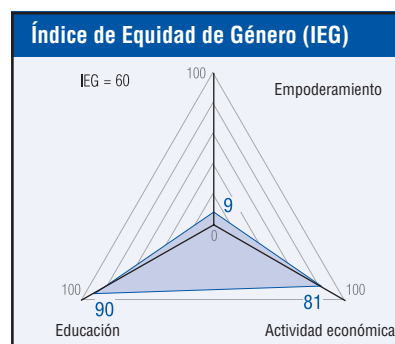 Índice de Equidad de Género (IEG)
IEG = 60
100
Empoderamiento
9
0
100
100
90
81
Educación
Actividad económica